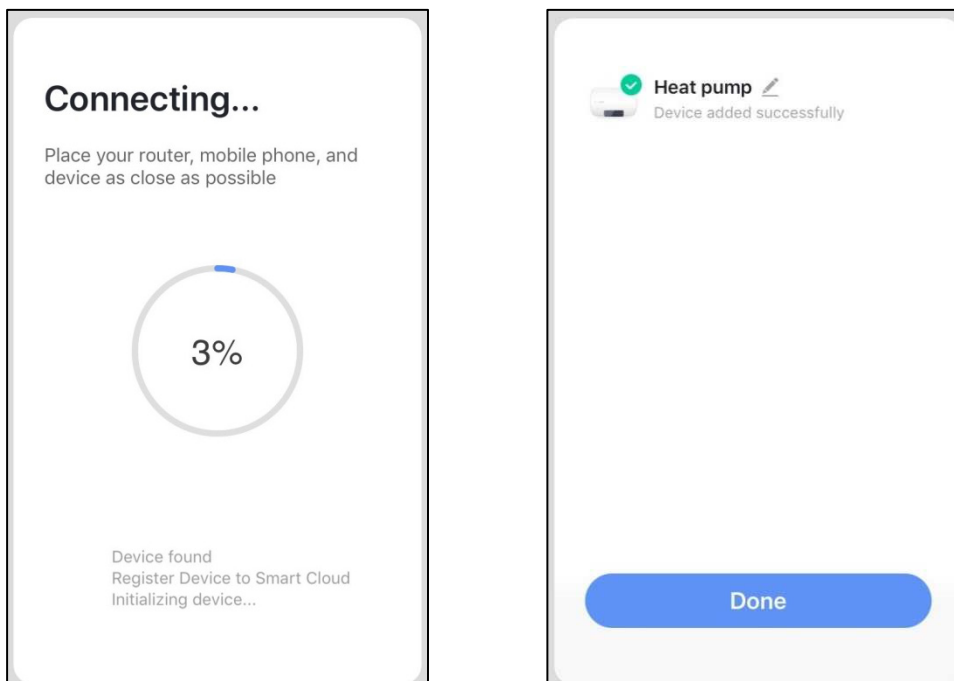 Connecting...
Place your router, mobile phone, and
device as close as possible
3%
Device found
Register Device to Smart Cloud
Initializing device...
Heat pump
Device added successfully
Done